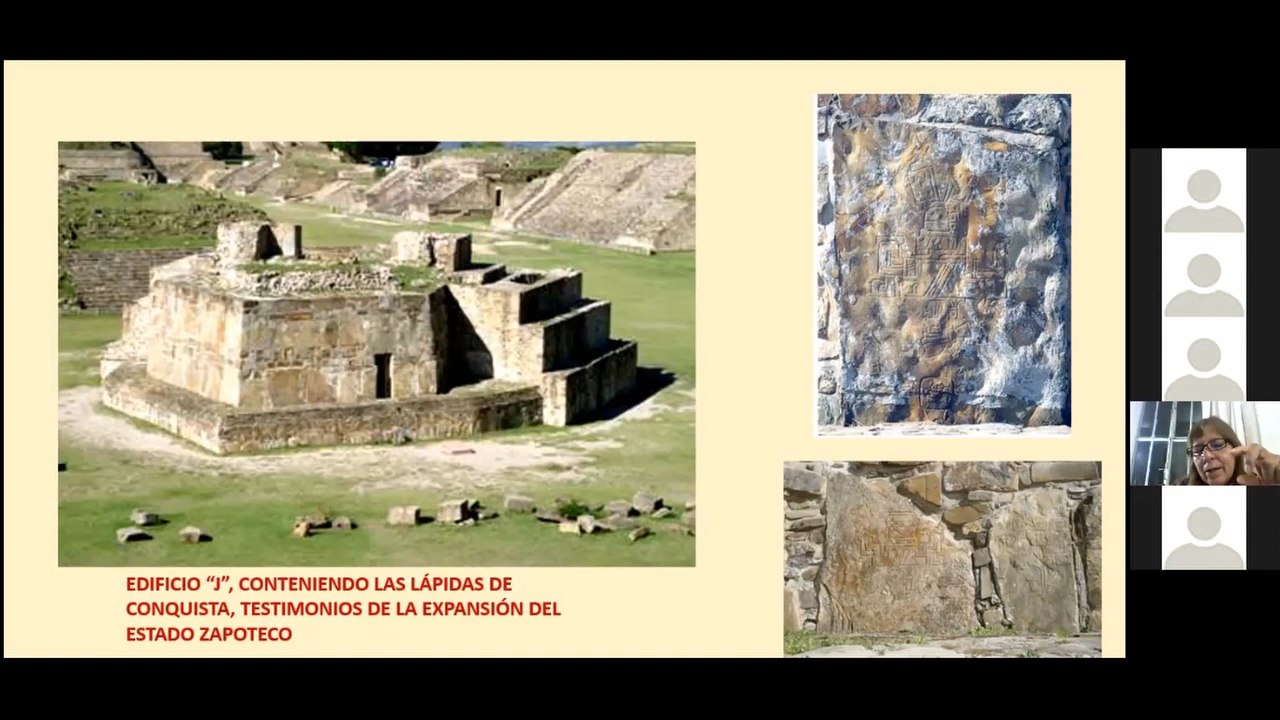 EDIFICIO “J”, CONTENIENDO LAS LÁPIDAS DE
CONQUISTA, TESTIMONIOS DE LA EXPANSIÓN DEL
ESTADO ZAPOTECO